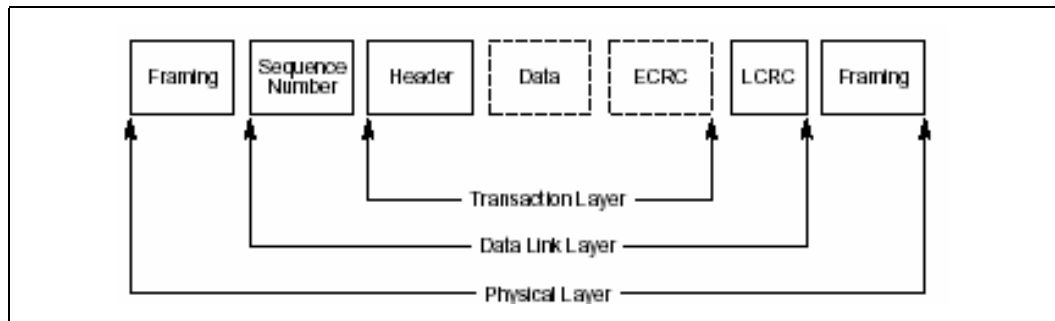 Framing
Sequence
Number
Header
Data
ECRC
LCRC
Framing
Transaction Layer
Data Link Layer
Physical Layer